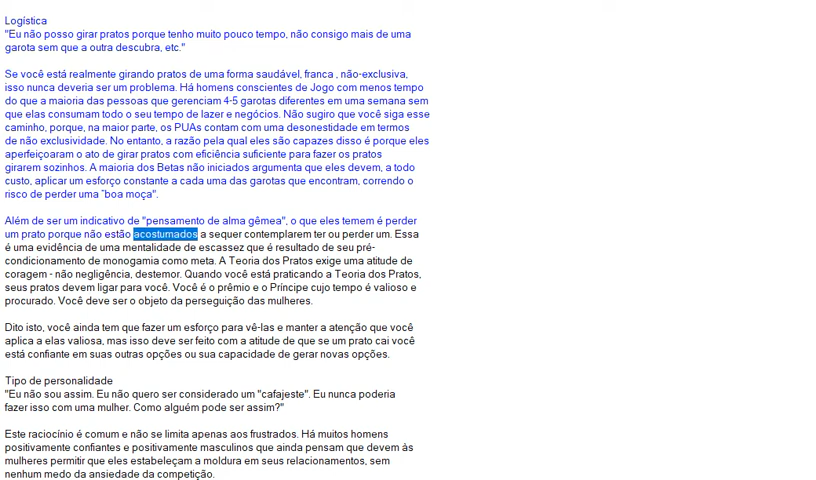 Logística
"Eu não posso girar pratos porque tenho muito pouco tempo, não consigo mais de uma
garota sem que a outra descubra, etc."
Se você está realmente girando pratos de uma forma saudável, franca , não-exclusiva,
isso nunca deveria ser um problema. Há homens conscientes de Jogo com menos tempo
do que a maioria das pessoas que gerenciam 4-5 garotas diferentes em uma semana sem
que elas consumam todo o seu tempo de lazer e negócios. Não sugiro que você siga esse
caminho, porque, na maior parte, os PUAs contam com uma desonestidade em termos
de não exclusividade. No entanto, a razão pela qual eles são capazes disso é porque eles
aperfeiçoaram o ato de girar pratos com eficiência suficiente para fazer os pratos
girarem sozinhos. A maioria dos Betas não iniciados argumenta que eles devem, a todo
custo, aplicar um esforço constante a cada uma das garotas que encontram, correndo o
risco de perder uma "boa moça".
Além de ser um indicativo de "pensamento de alma gêmea", o que eles temem é perder
um prato porque não estão acostumados a sequer contemplarem ter ou perder um. Essa
é uma evidência de uma mentalidade de escassez que é resultado de seu pré-
condicionamento de monogamia como meta. A Teoria dos Pratos exige uma atitude de
coragem - não negligência, destemor. Quando você está praticando a Teoria dos Pratos,
seus pratos devem ligar para você. Você é o prêmio e o Príncipe cujo tempo é valioso e
procurado. Você deve ser o objeto da perseguição das mulheres.
Dito isto, você ainda tem que fazer um esforço para vê-las e manter a atenção que você
aplica a elas valiosa, mas isso deve ser feito com a atitude de que se um prato cai você
está confiante em suas outras opções ou sua capacidade de gerar novas opções.
Tipo de personalidade
"Eu não sou assim. Eu não quero ser considerado um "cafajeste". Eu nunca poderia
fazer isso com uma mulher. Como alguém pode ser assim?"
Este raciocínio é comum e não se limita apenas aos frustrados. Há muitos homens
positivamente confiantes e positivamente masculinos que ainda pensam que devem às
mulheres permitir que eles estabeleçam a moldura em seus relacionamentos, sem
nenhum medo da ansiedade da competição.